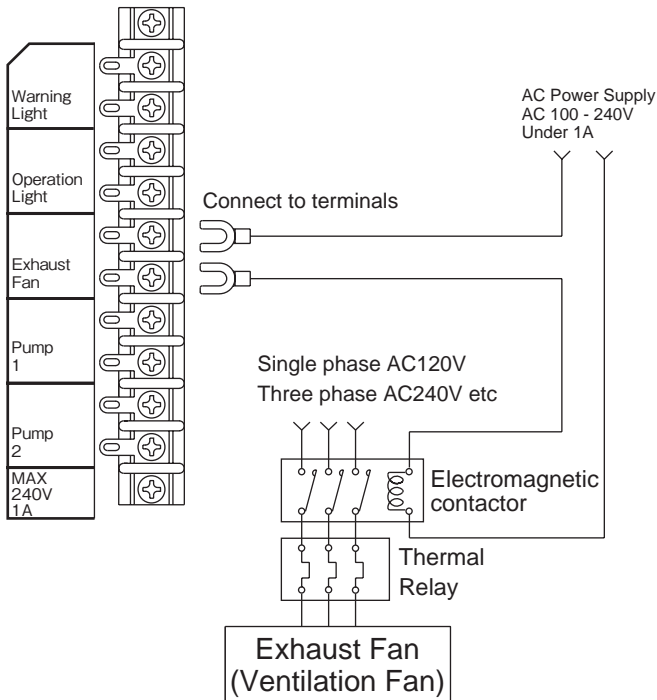 Warning
Light
Operation
Light
Exhaust
Fan
Pump
1
Pump
2
MAX
240V
1A
AC Power Supply
AC 100 - 240V
Under 1A
Connect to terminals
Single phase AC120V
Three phase AC240V etc
Electromagnetic
contactor
Thermal
Relay
Exhaust Fan
(Ventilation Fan)